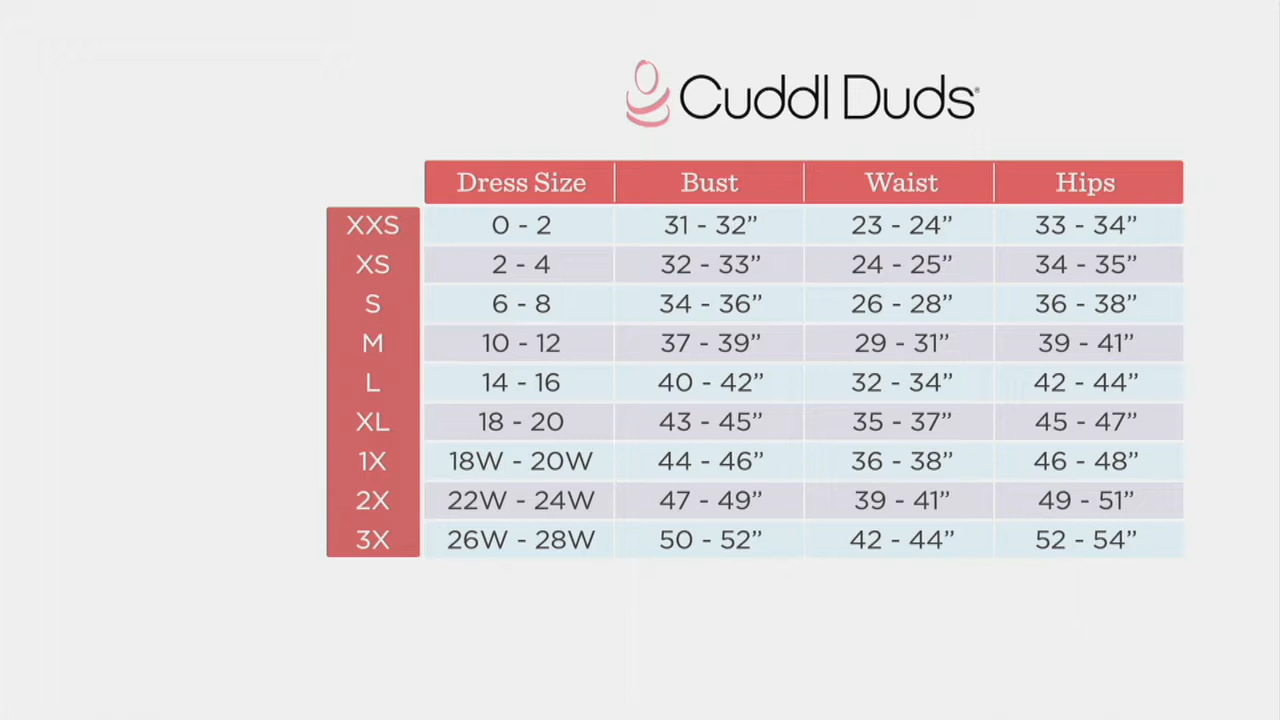 Cuddl Duds®
Dress Size Bust Waist Hips
XXS 0 - 2 31 - 32” 23 - 24” 33 - 34”
XS 2 - 4 32 - 33” 24 - 25” 34 - 35”
S 6 - 8 34 - 36” 26 - 28” 36 - 38”
M 10 - 12 37 - 39” 29 - 31” 39 - 41”
L 14 - 16 40 - 42” 32 - 34” 42 - 44”
XL 18 - 20 43 - 45” 35 - 37” 45 - 47”
1X 18W - 20W 44 - 46” 36 - 38” 46 - 48”
2X 22W - 24W 47 - 49” 39 - 41” 49 - 51”
3X 26W - 28W 50 - 52” 42 - 44” 52 - 54”